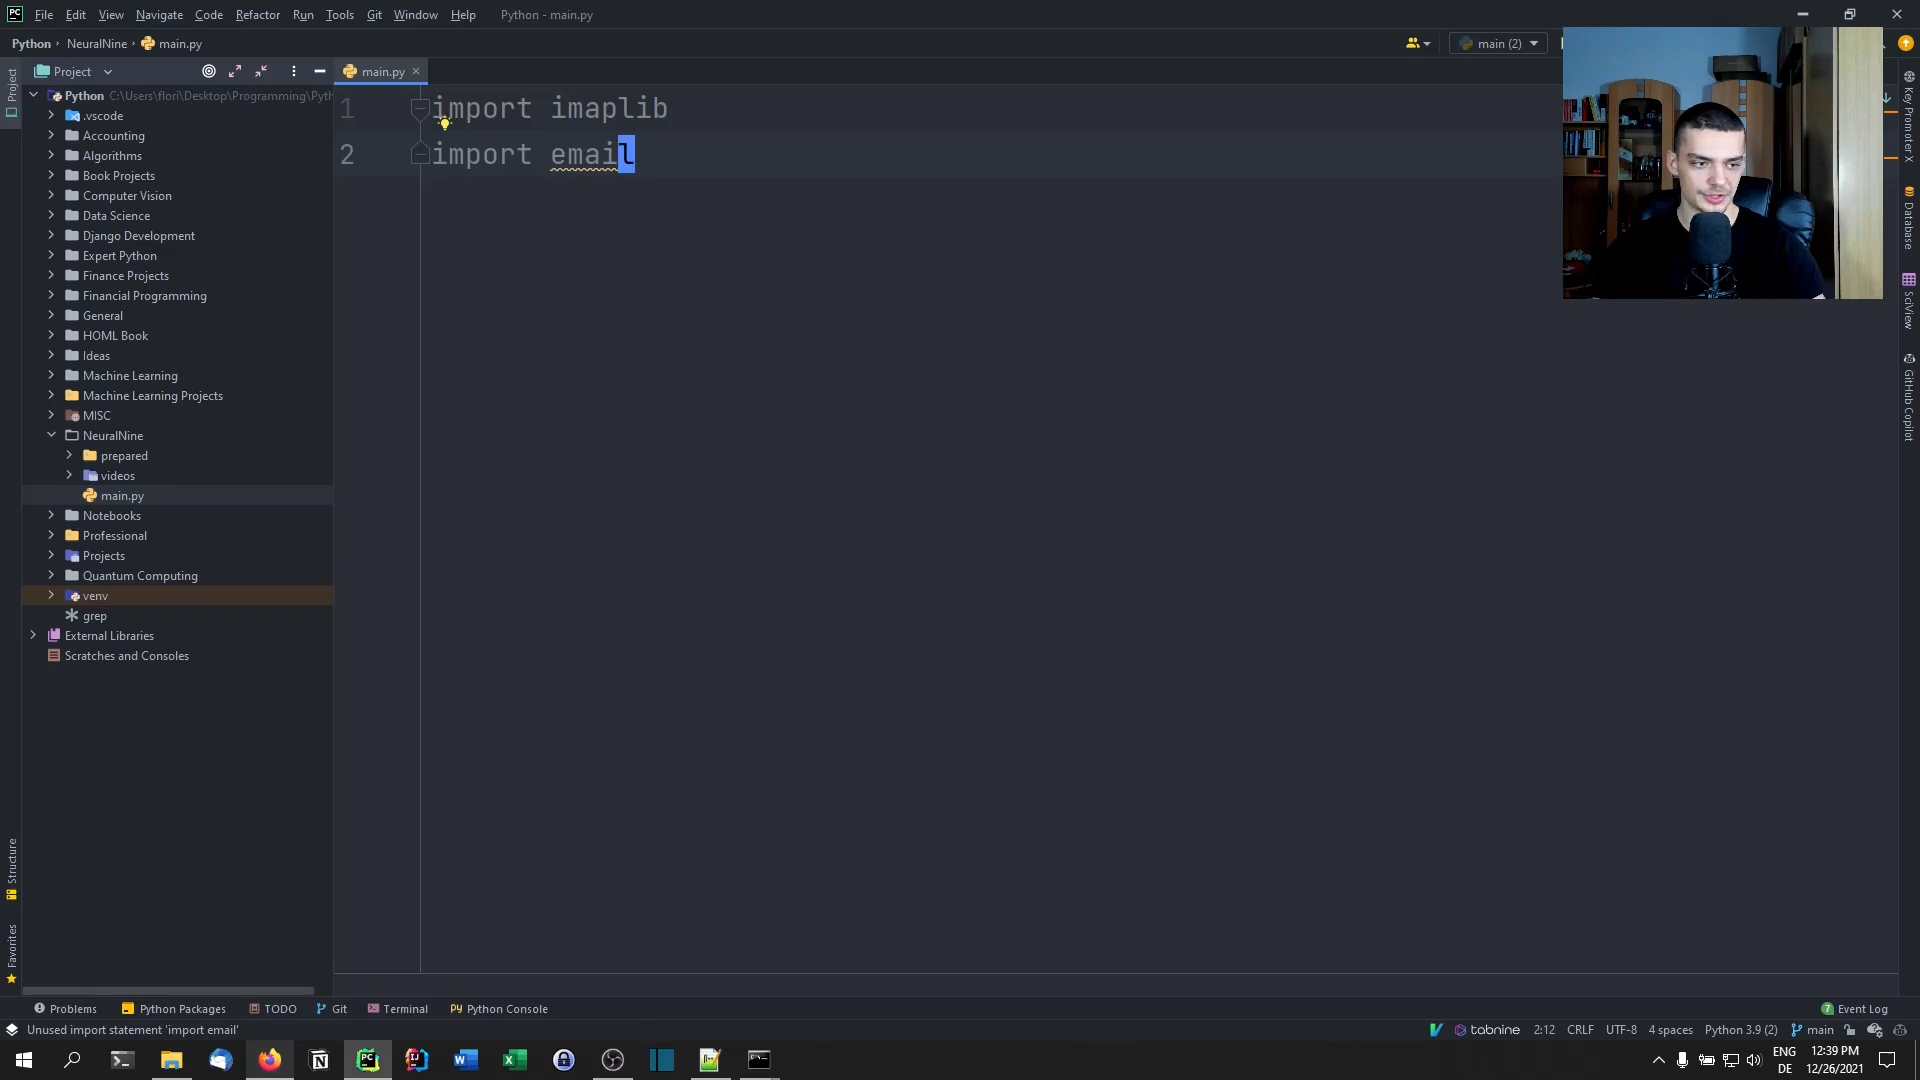 PC File Edit View Navigate Code Refactor Run Tools Git Window Help Python - main.py
Python NeuralNine main.py
main (2)
Project
main.py
Project
Python C:\Users\flori\Desktop\Programming\Pyth
.vscode
Accounting
Algorithms
Book Projects
Computer Vision
Data Science
Django Development
Expert Python
Finance Projects
Financial Programming
General
HOML Book
Ideas
Machine Learning
Machine Learning Projects
MISC
NeuralNine
prepared
videos
main.py
Notebooks
Professional
Projects
Quantum Computing
venv
grep
External Libraries
Scratches and Consoles
Structure
Favorites
1 import imaplib
2 import email
Key Promoter X
Database
SciView
GitHub Copilot
Problems Python Packages TODO Git Terminal Python Console
7 Event Log
Unused import statement 'import email'
tabnine 2:12 CRLF UTF-8 4 spaces Python 3.9 (2) main
ENG
DE
12:39 PM
12/26/2021